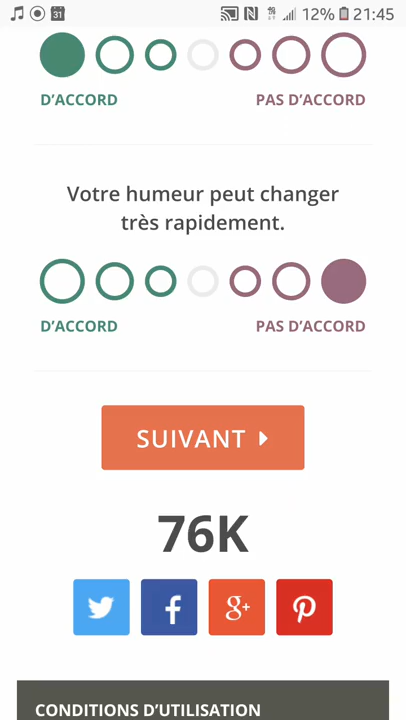 31 12% 21:45
D'ACCORD PAS D'ACCORD
Votre humeur peut changer
très rapidement.
D'ACCORD PAS D'ACCORD
SUIVANT
76K
CONDITIONS D'UTILISATION